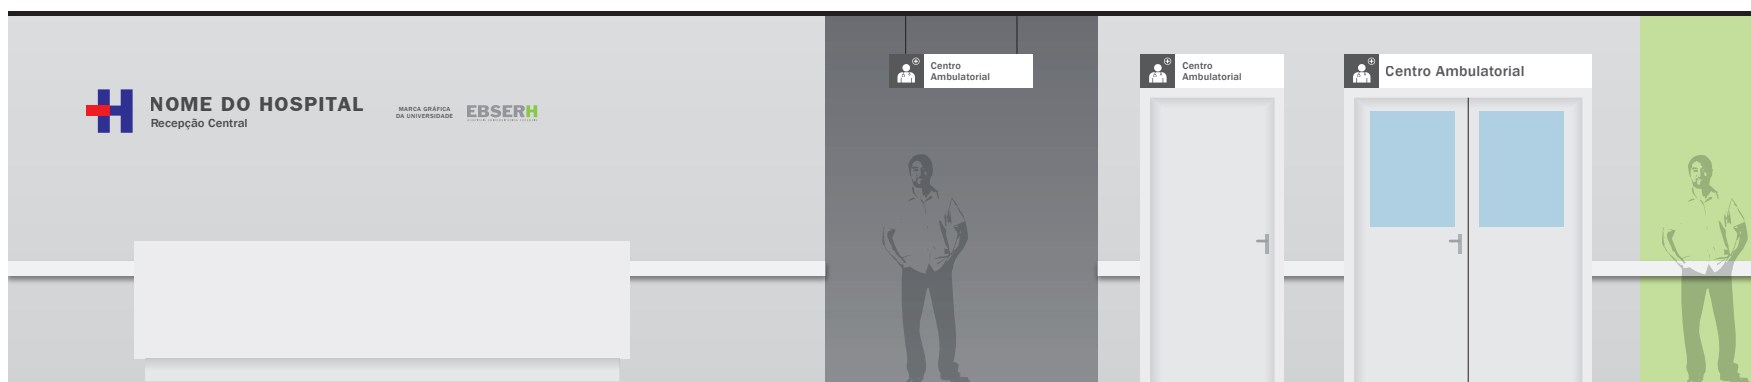 NOME DO HOSPITAL
Recepção Central
MARCA GRÁFICA
DA UNIVERSIDADE
EBSERH
Centro
Ambulatorial
Centro
Ambulatorial
Centro Ambulatorial